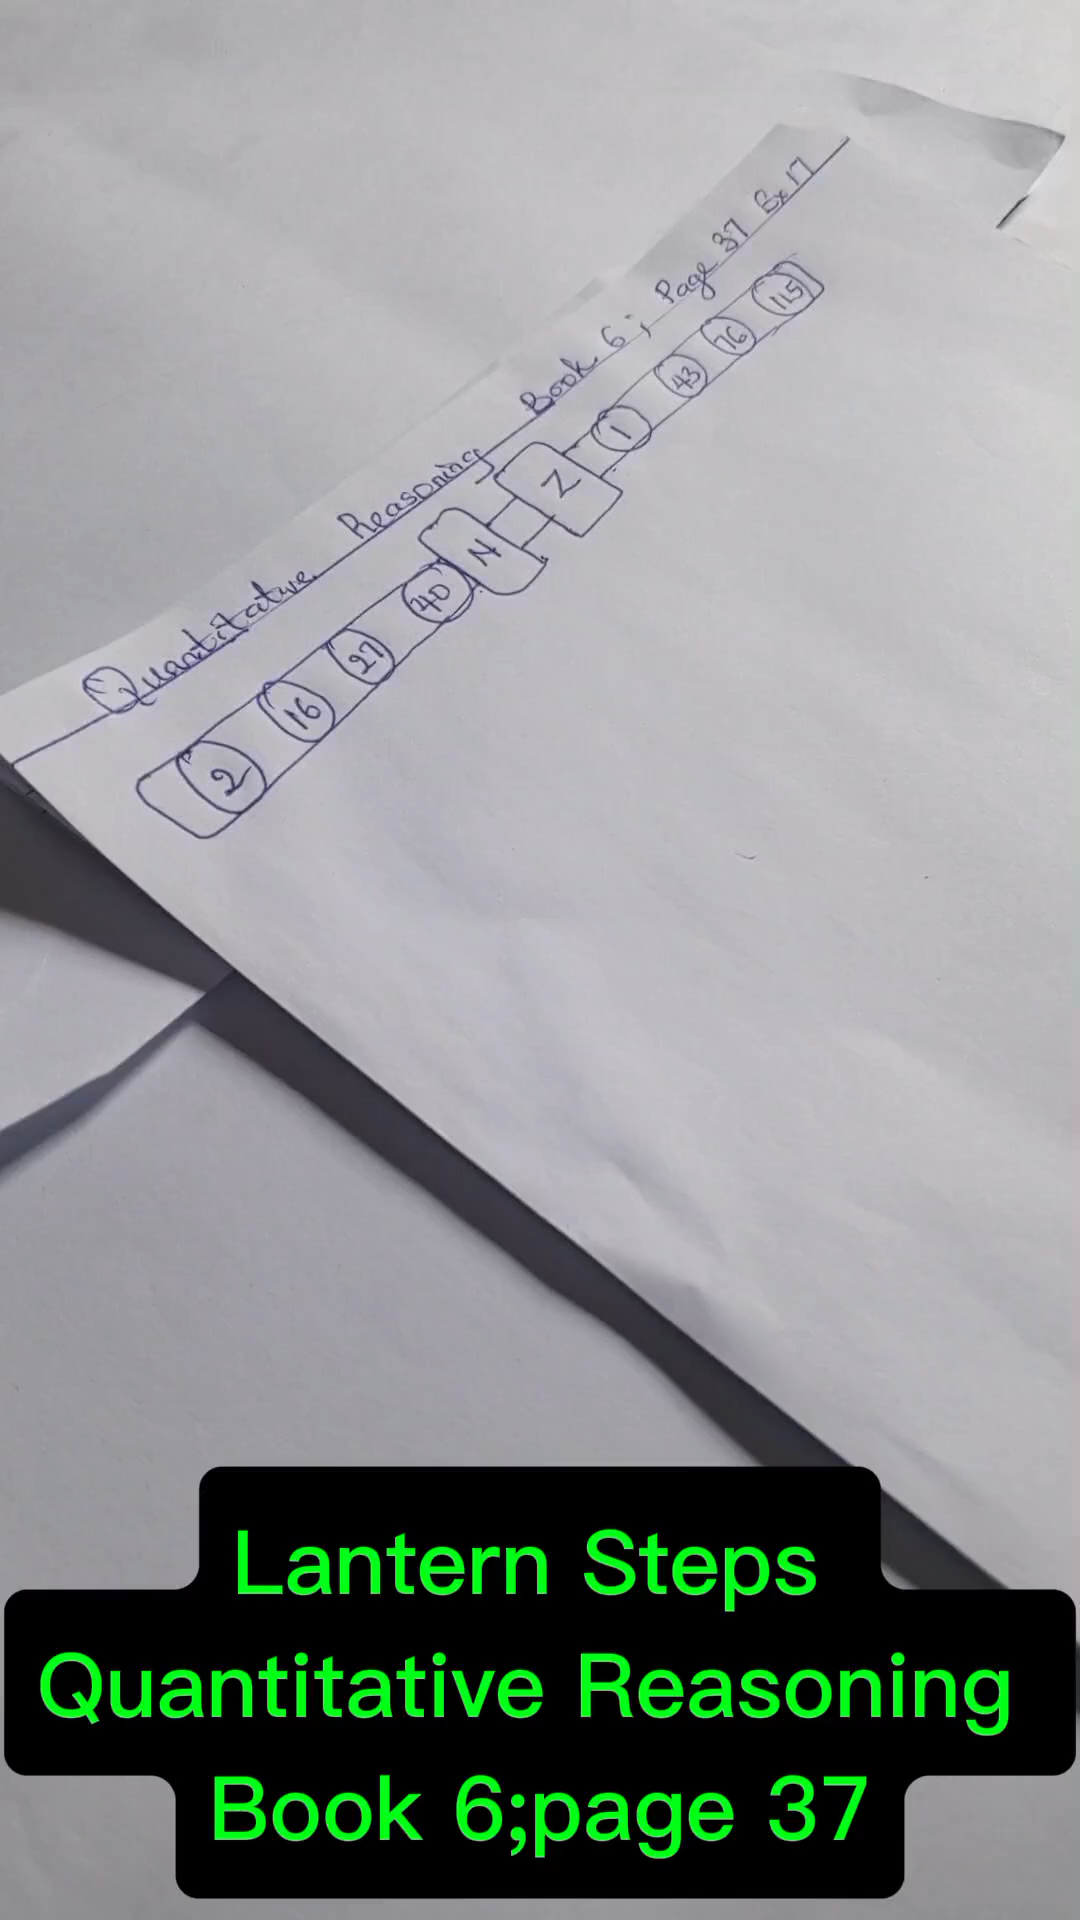 Quantitative Reasoning Book 6; Page 37 Ex 17
2 16 27 40 N Z 1 43 76 115
Lantern Steps
Quantitative Reasoning
Book 6;page 37